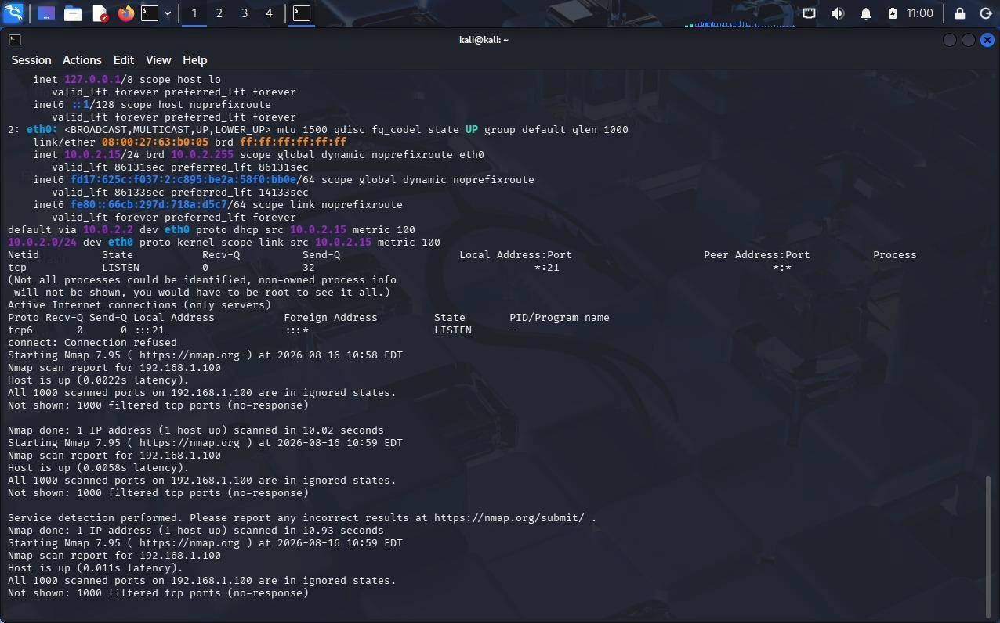 1 2 3 4 11:00
kali@kali: ~
Session Actions Edit View Help
inet 127.0.0.1/8 scope host lo
valid_lft forever preferred_lft forever
inet6 ::1/128 scope host noprefixroute
valid_lft forever preferred_lft forever
2: eth0: <BROADCAST,MULTICAST,UP,LOWER_UP> mtu 1500 qdisc fq_codel state UP group default qlen 1000
link/ether 08:00:27:63:b0:05 brd ff:ff:ff:ff:ff:ff
inet 10.0.2.15/24 brd 10.0.2.255 scope global dynamic noprefixroute eth0
valid_lft 86131sec preferred_lft 86131sec
inet6 fd17:625c:f037:2:c895:be2a:58f0:bb0e/64 scope global dynamic noprefixroute
valid_lft 86133sec preferred_lft 14133sec
inet6 fe80::66cb:297d:718a:d5c7/64 scope link noprefixroute
valid_lft forever preferred_lft forever
default via 10.0.2.2 dev eth0 proto dhcp src 10.0.2.15 metric 100
10.0.2.0/24 dev eth0 proto kernel scope link src 10.0.2.15 metric 100
Netid State Recv-Q Send-Q Local Address:Port Peer Address:Port Process
tcp LISTEN 0 32 *:21 *:*
(Not all processes could be identified, non-owned process info
will not be shown, you would have to be root to see it all.)
Active Internet connections (only servers)
Proto Recv-Q Send-Q Local Address Foreign Address State PID/Program name
tcp6 0 0 :::21 :::* LISTEN -
connect: Connection refused
Starting Nmap 7.95 ( https://nmap.org ) at 2026-08-16 10:58 EDT
Nmap scan report for 192.168.1.100
Host is up (0.0022s latency).
All 1000 scanned ports on 192.168.1.100 are in ignored states.
Not shown: 1000 filtered tcp ports (no-response)
Nmap done: 1 IP address (1 host up) scanned in 10.02 seconds
Starting Nmap 7.95 ( https://nmap.org ) at 2026-08-16 10:59 EDT
Nmap scan report for 192.168.1.100
Host is up (0.0058s latency).
All 1000 scanned ports on 192.168.1.100 are in ignored states.
Not shown: 1000 filtered tcp ports (no-response)
Service detection performed. Please report any incorrect results at https://nmap.org/submit/ .
Nmap done: 1 IP address (1 host up) scanned in 10.93 seconds
Starting Nmap 7.95 ( https://nmap.org ) at 2026-08-16 10:59 EDT
Nmap scan report for 192.168.1.100
Host is up (0.011s latency).
All 1000 scanned ports on 192.168.1.100 are in ignored states.
Not shown: 1000 filtered tcp ports (no-response)